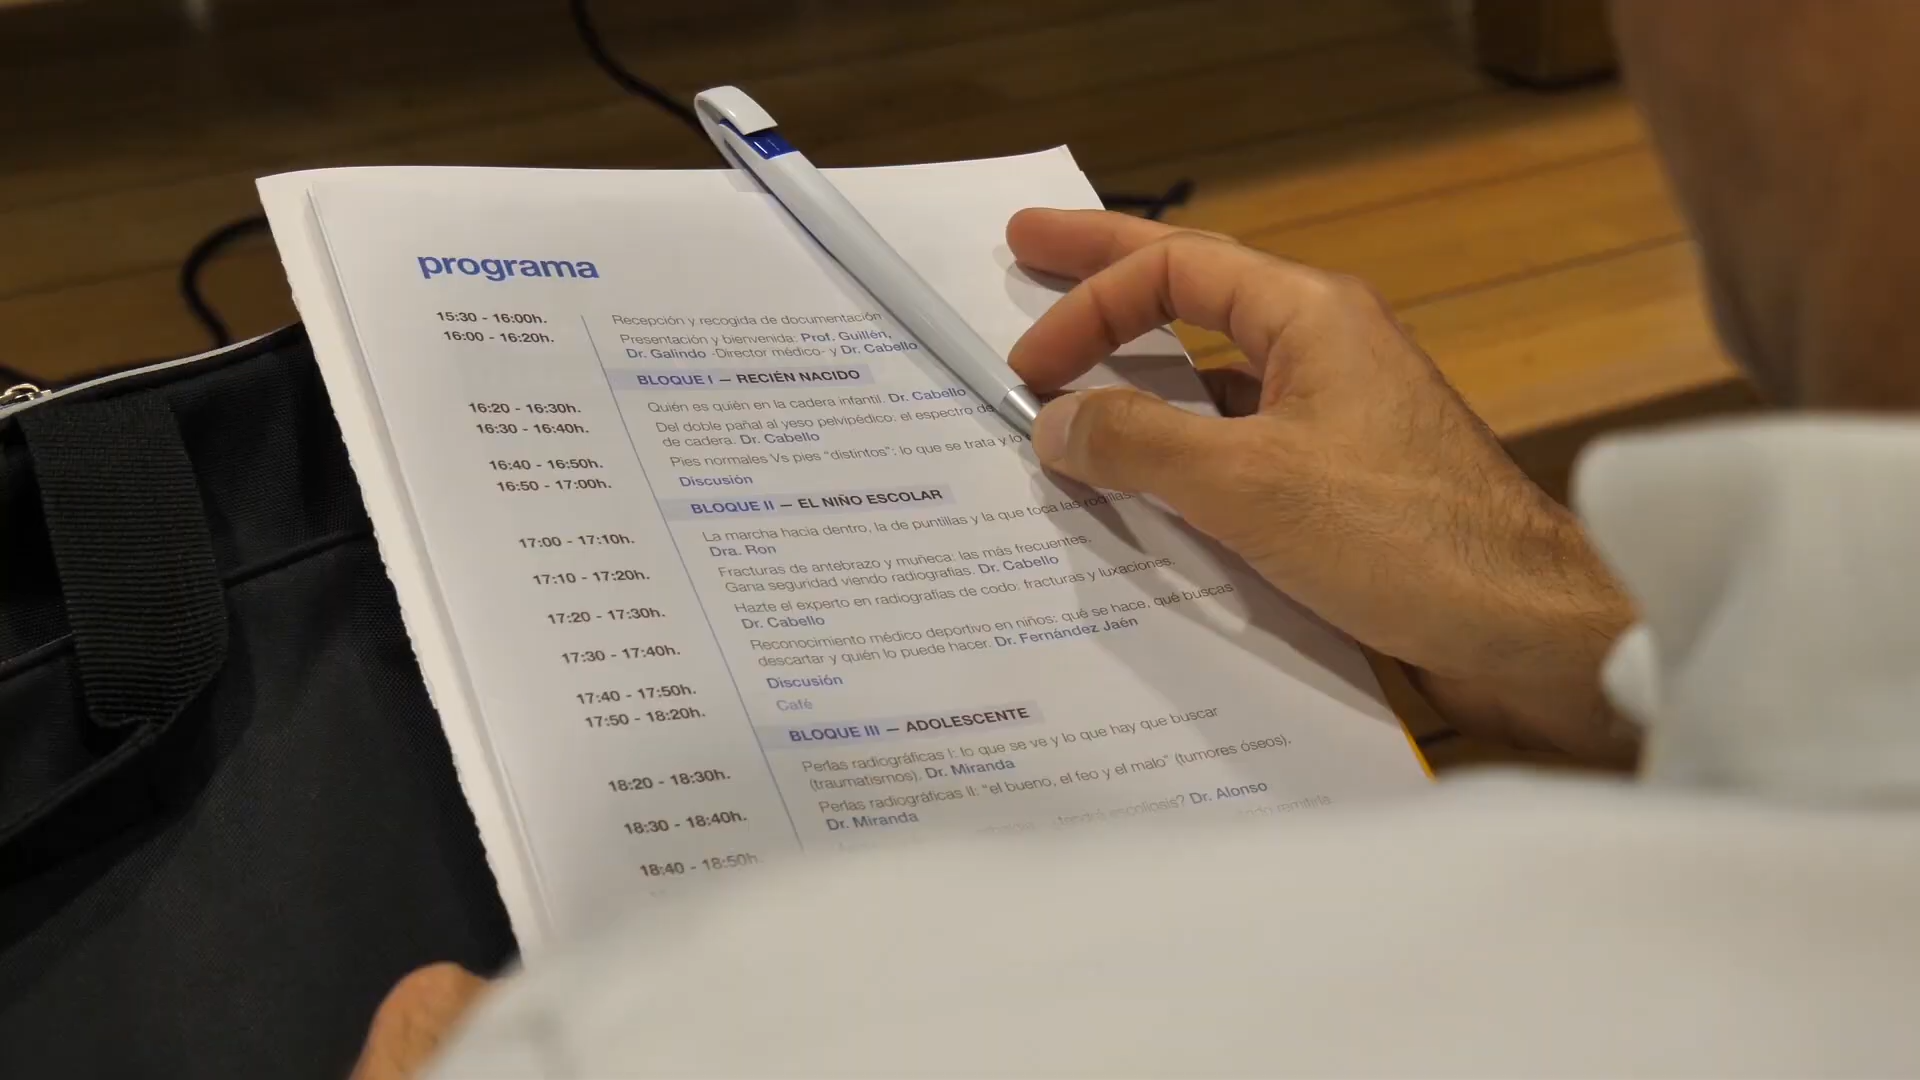 programa
15:30 - 16:00h. Recepción y recogida de documentación
16:00 - 16:20h. Presentación y bienvenida: Prof. Guillén,
Dr. Galindo -Director médico- y Dr. Cabello
BLOQUE I — RECIÉN NACIDO
16:20 - 16:30h. Quién es quién en la cadera infantil. Dr. Cabello
16:30 - 16:40h. Del doble pañal al yeso pelvipédico: el espectro de
de cadera. Dr. Cabello
16:40 - 16:50h. Pies normales Vs pies "distintos": lo que se trata y lo
16:50 - 17:00h. Discusión
BLOQUE II — EL NIÑO ESCOLAR
17:00 - 17:10h. La marcha hacia dentro, la de puntillas y la que toca las rodillas.
Dra. Ron
17:10 - 17:20h. Fracturas de antebrazo y muñeca: las más frecuentes.
Gana seguridad viendo radiografías. Dr. Cabello
17:20 - 17:30h. Hazte el experto en radiografías de codo: fracturas y luxaciones.
Dr. Cabello
17:30 - 17:40h. Reconocimiento médico deportivo en niños: qué se hace, qué buscas
descartar y quién lo puede hacer. Dr. Fernández Jaén
17:40 - 17:50h. Discusión
17:50 - 18:20h. Café
BLOQUE III — ADOLESCENTE
18:20 - 18:30h. Perlas radiográficas I: lo que se ve y lo que hay que buscar
(traumatismos). Dr. Miranda
18:30 - 18:40h. Perlas radiográficas II: "el bueno, el feo y el malo" (tumores óseos).
Dr. Miranda
18:40 - 18:50h. tendrá escoliosis? Dr. Alonso
remitirla